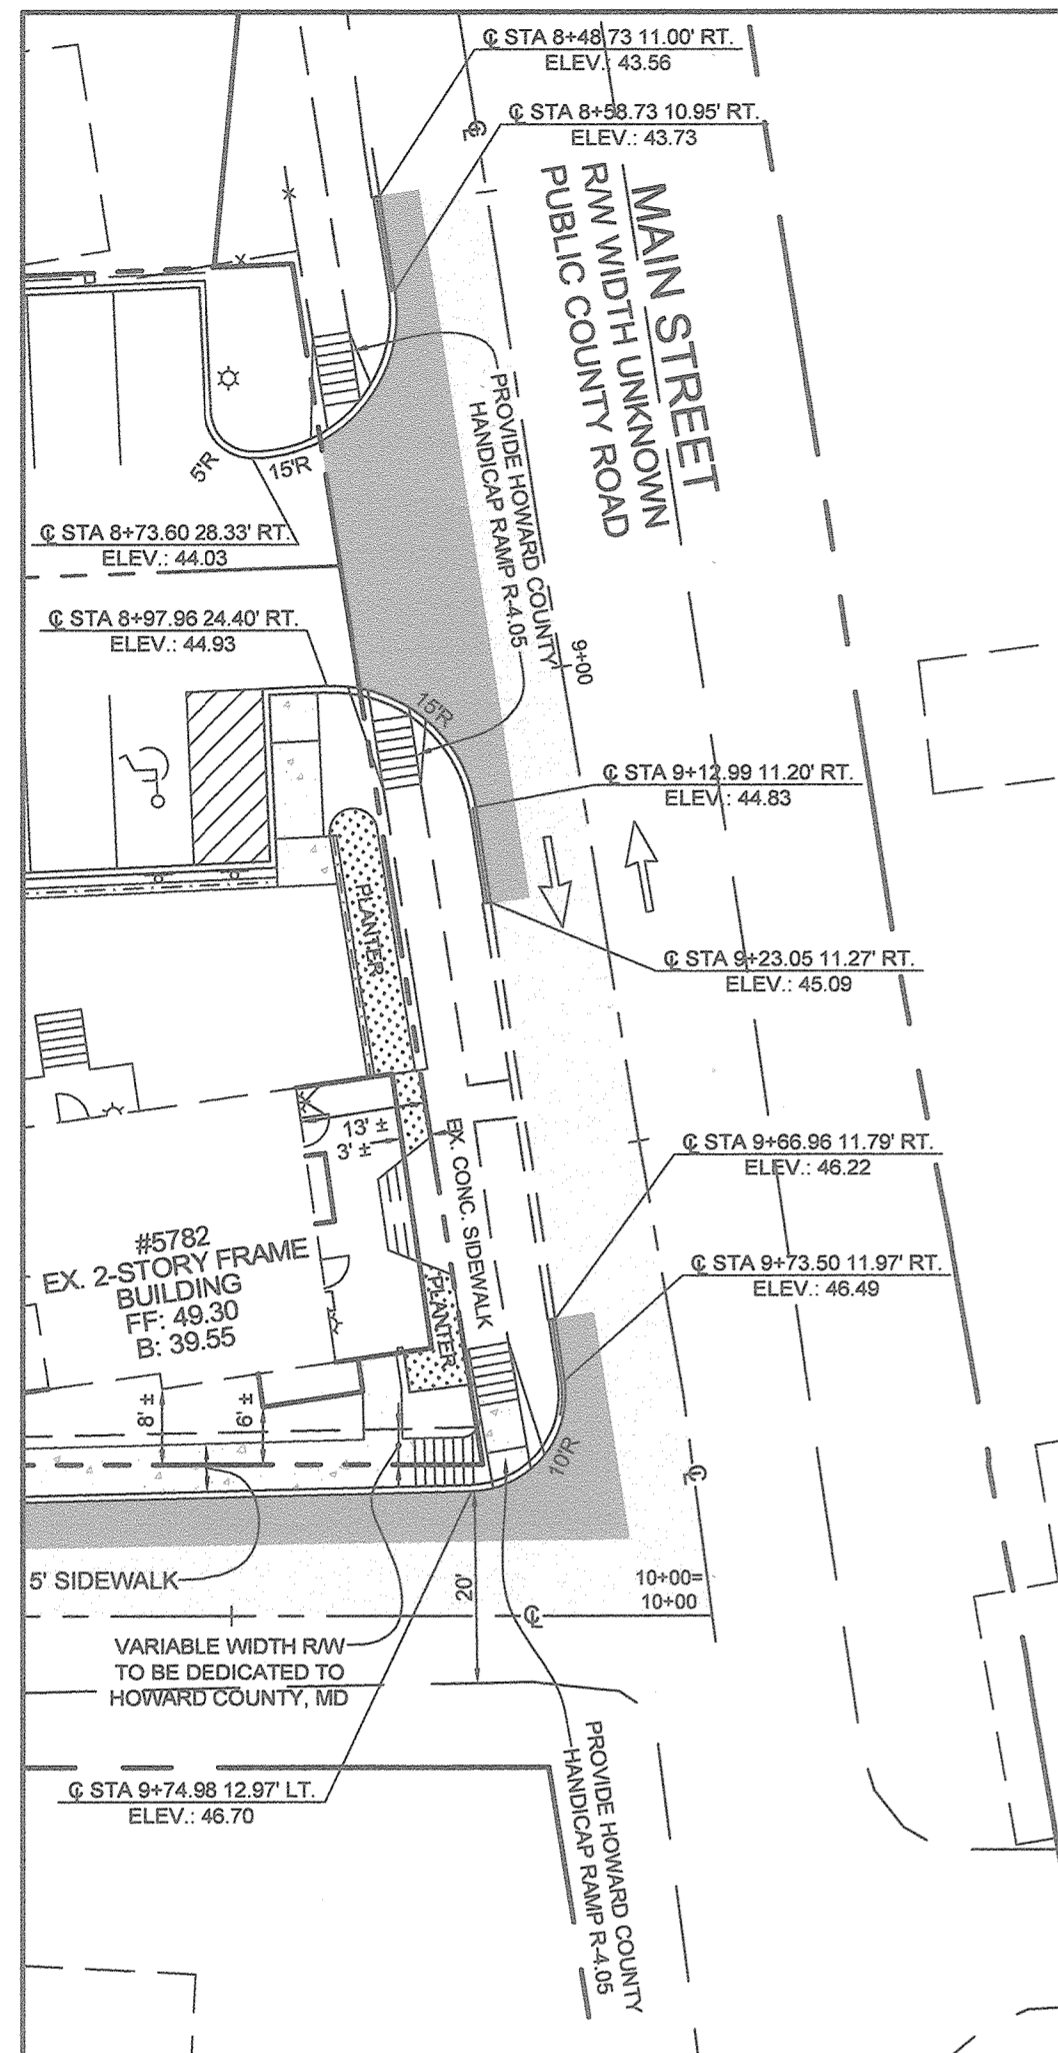 ℄ STA 8+48.73 11.00' RT.
ELEV.: 43.56
℄ STA 8+58.73 10.95' RT.
ELEV.: 43.73
℄
MAIN STREET
R/W WIDTH UNKNOWN
PUBLIC COUNTY ROAD
PROVIDE HOWARD COUNTY
HANDICAP RAMP R-4.05
5'R
15'R
℄ STA 8+73.60 28.33' RT.
ELEV.: 44.03
℄ STA 8+97.96 24.40' RT.
ELEV.: 44.93
9+00
15'R
℄ STA 9+12.99 11.20' RT.
ELEV.: 44.83
PLANTER
℄ STA 9+23.05 11.27' RT.
ELEV.: 45.09
13' ±
3' ±
EX. CONC. SIDEWALK
℄ STA 9+66.96 11.79' RT.
ELEV.: 46.22
#5782
EX. 2-STORY FRAME
BUILDING
FF: 49.30
B: 39.55
℄ STA 9+73.50 11.97' RT.
ELEV.: 46.49
PLANTER
8' ±
6' ±
10'R
℄
5' SIDEWALK
20'
10+00=
10+00
℄
VARIABLE WIDTH R/W
TO BE DEDICATED TO
HOWARD COUNTY, MD
PROVIDE HOWARD COUNTY
HANDICAP RAMP R-4.05
℄ STA 9+74.98 12.97' LT.
ELEV.: 46.70